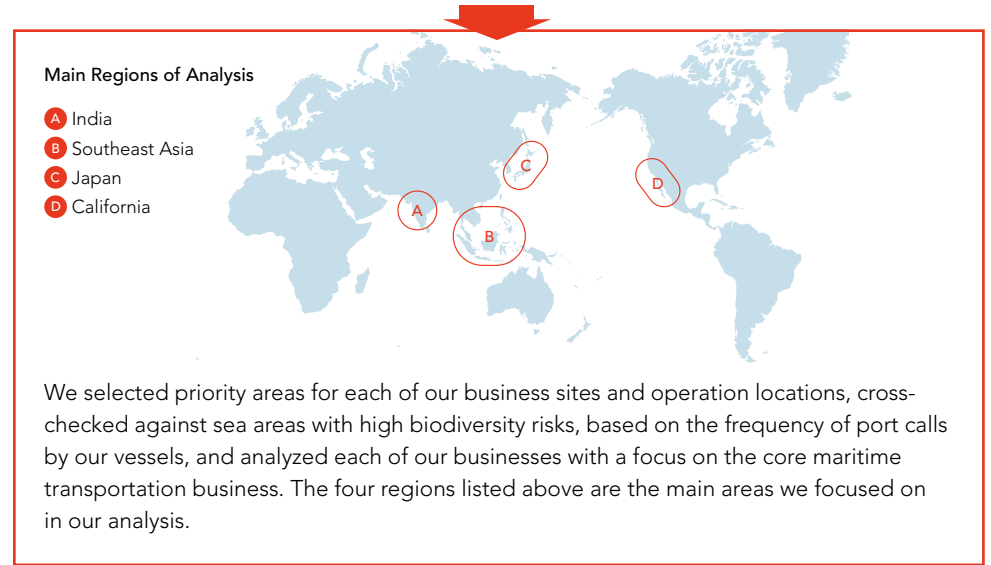 Main Regions of Analysis
A India
B Southeast Asia
C Japan
D California
A
B
C
D
We selected priority areas for each of our business sites and operation locations, cross-
checked against sea areas with high biodiversity risks, based on the frequency of port calls
by our vessels, and analyzed each of our businesses with a focus on the core maritime
transportation business. The four regions listed above are the main areas we focused on
in our analysis.